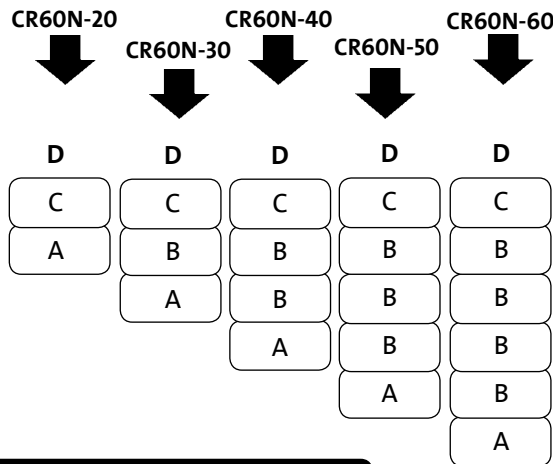 CR60N-20 CR60N-40 CR60N-60
CR60N-30 CR60N-50
D D D D D
C C C C C
A B B B B
A B B B
A B B
A B
A